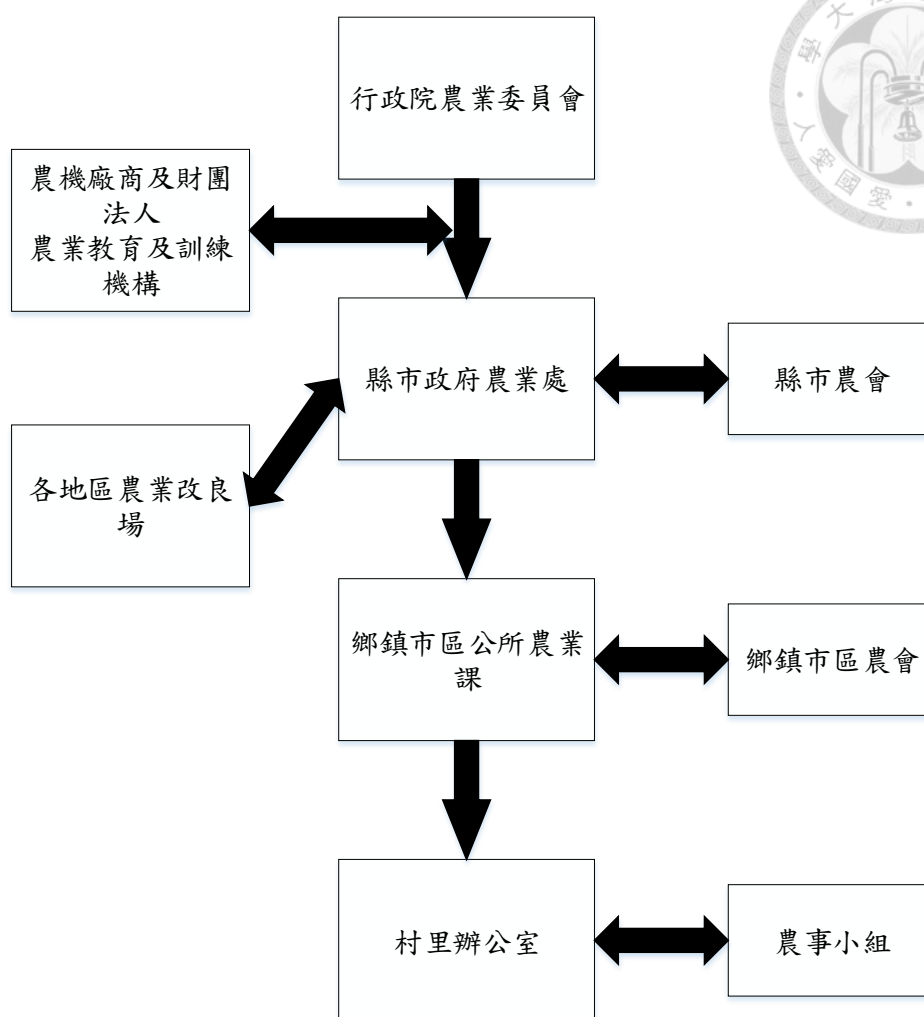 行政院農業委員會
農機廠商及財團
法人
農業教育及訓練
機構
縣市政府農業處
縣市農會
各地區農業改良
場
鄉鎮市區公所農業
課
鄉鎮市區農會
村里辦公室
農事小組